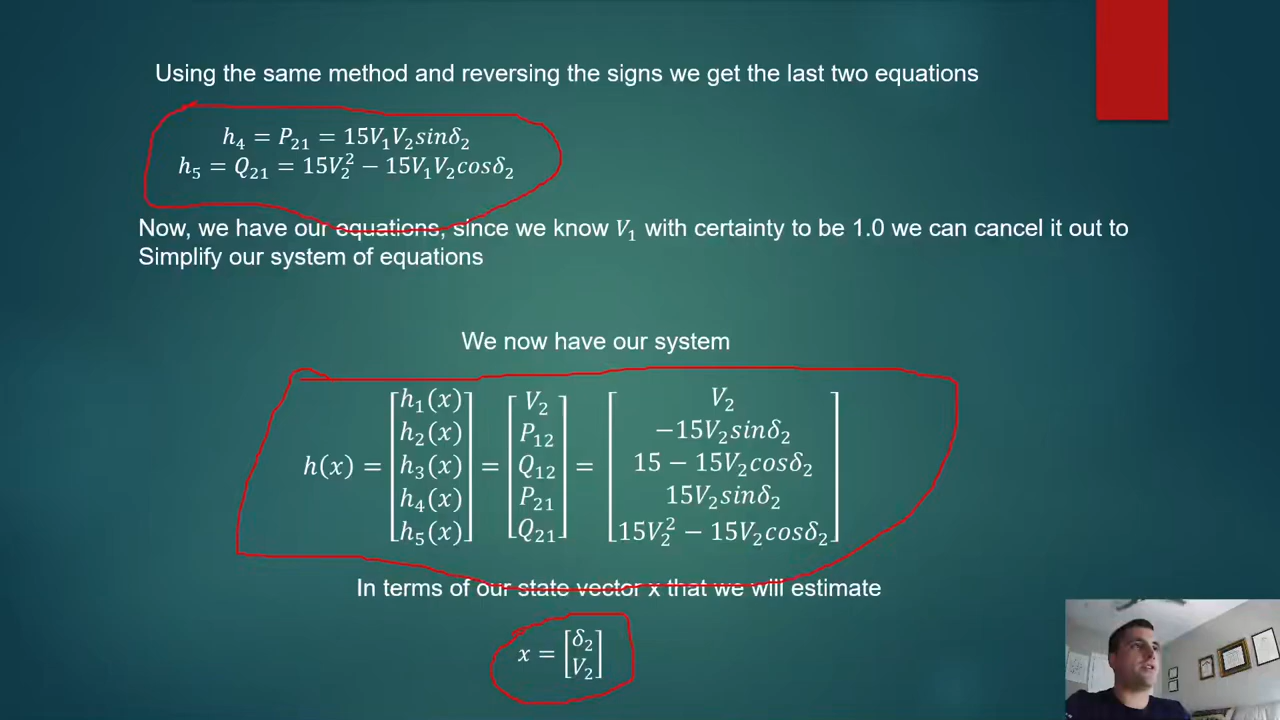 Using the same method and reversing the signs we get the last two equations
h₄ = P₂₁ = 15V₁V₂sinδ₂
h₅ = Q₂₁ = 15V₂² − 15V₁V₂cosδ₂
Now, we have our equations, since we know V₁ with certainty to be 1.0 we can cancel it out to
Simplify our system of equations
We now have our system
h(x) = [h₁(x) h₂(x) h₃(x) h₄(x) h₅(x)] = [V₂ P₁₂ Q₁₂ P₂₁ Q₂₁] = [V₂ −15V₂sinδ₂ 15 − 15V₂cosδ₂ 15V₂sinδ₂ 15V₂² − 15V₂cosδ₂]
In terms of our state vector x that we will estimate
x = [δ₂ V₂]